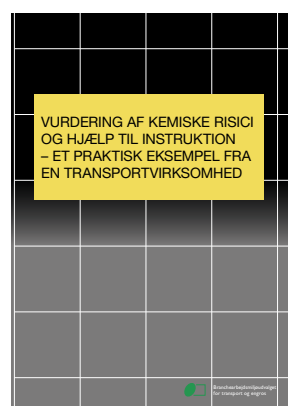 VURDERING AF KEMISKE RISICI
OG HJÆLP TIL INSTRUKTION
– ET PRAKTISK EKSEMPEL FRA
EN TRANSPORTVIRKSOMHED
Branchearbejdsmiljøudvalget
for transport og engros